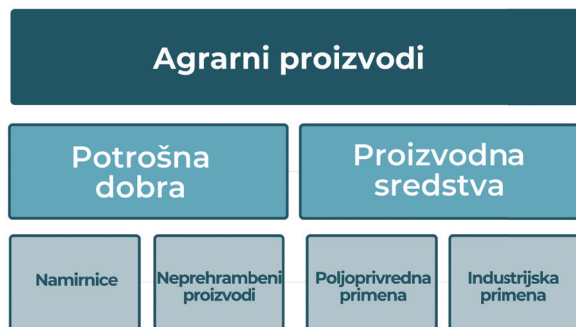 Agrarni proizvodi
Potrošna
dobra
Proizvodna
sredstva
Namirnice
Neprehrambeni
proizvodi
Poljoprivredna
primena
Industrijska
primena